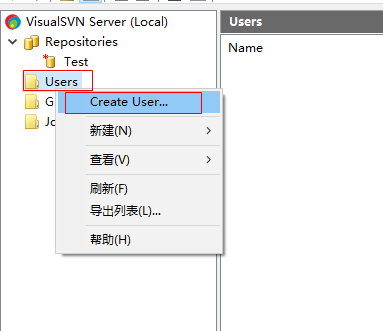 VisualSVN Server (Local)
Repositories
Test
Users
G
Jo
Create User...
新建(N)
查看(V)
刷新(F)
导出列表(L)...
帮助(H)
Users
Name